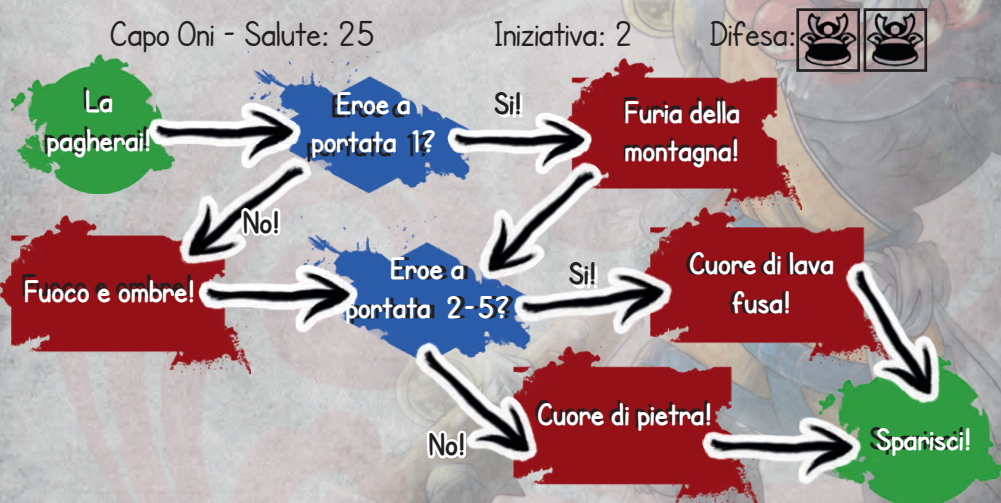 Capo Oni - Salute: 25 Iniziativa: 2 Difesa:
La
pagherai!
Eroe a
portata 1?
Si!
Furia della
montagna!
No!
Fuoco e ombre!
Eroe a
portata 2-5?
Si!
Cuore di lava
fusa!
No!
Cuore di pietra!
Sparisci!